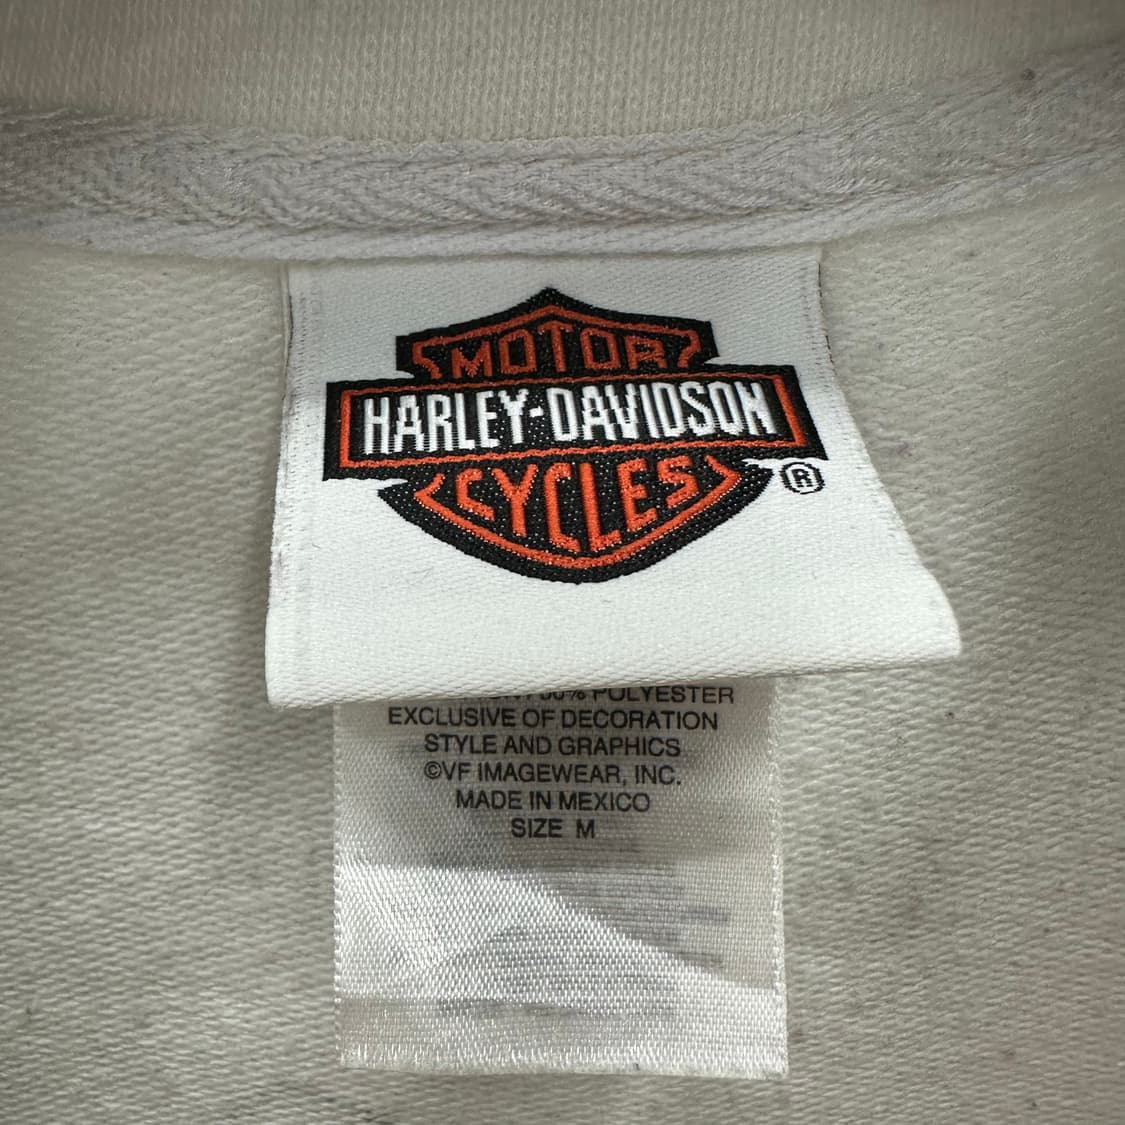 MOTOR
HARLEY-DAVIDSON
CYCLES
®
% POLYESTER
EXCLUSIVE OF DECORATION
STYLE AND GRAPHICS
©VF IMAGEWEAR, INC.
MADE IN MEXICO
SIZE M